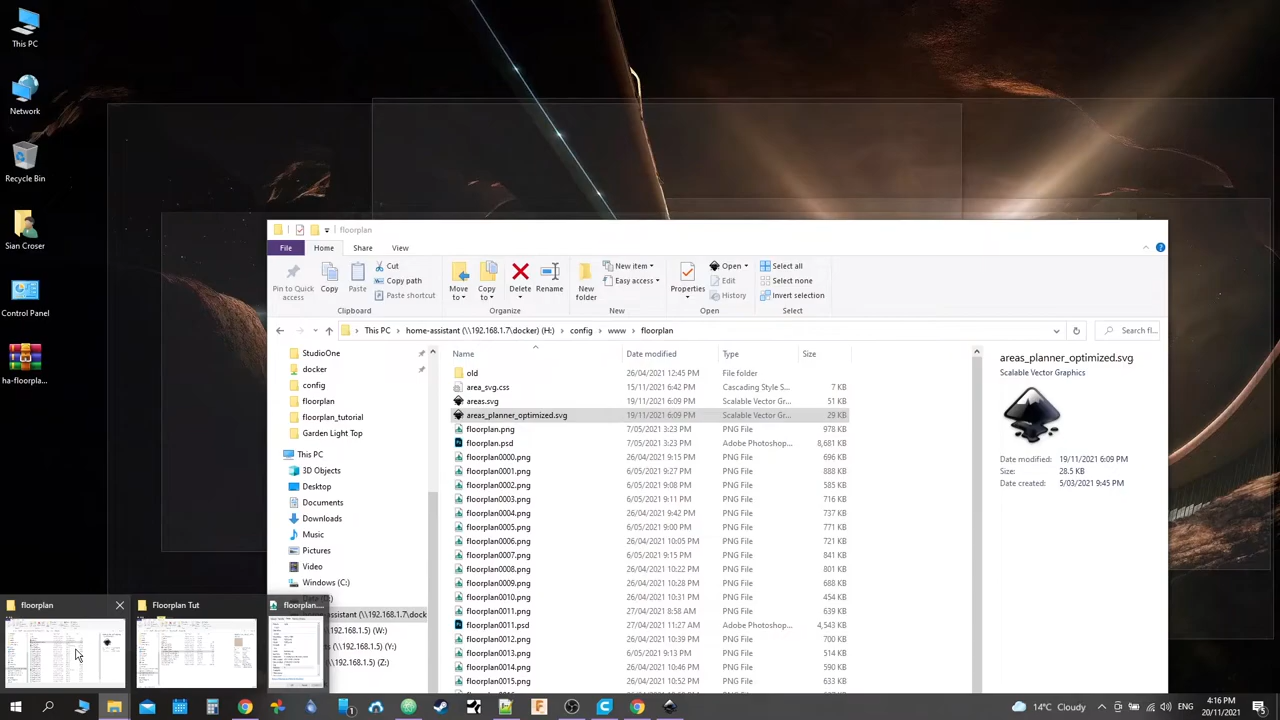 This PC
Network
Recycle Bin
Sian Croser
Control Panel
ha-floorpla...
floorplan
File
Home
Share
View
Pin to Quick access
Copy
Paste
Cut
Copy path
Paste shortcut
Clipboard
Move to
Copy to
Delete
Rename
Organize
New folder
New item
Easy access
New
Properties
Open
Edit
History
Open
Select all
Select none
Invert selection
Select
This PC
home-assistant (\\192.168.1.7\docker) (H:)
config
www
floorplan
Search fl...
StudioOne
docker
config
floorplan
floorplan_tutorial
Garden Light Top
This PC
3D Objects
Desktop
Documents
Downloads
Music
Pictures
Video
Windows (C:)
home-assistant (\\192.168.1.7\dock
192.168.1.5) (W:)
192.168.1.5) (Y:)
192.168.1.5) (Z:)
Name Date modified Type Size
old 26/04/2021 12:45 PM File folder
area_svg.css 15/11/2021 6:42 PM Cascading Style S... 7 KB
areas.svg 19/11/2021 6:09 PM Scalable Vector Gr... 51 KB
areas_planner_optimized.svg 19/11/2021 6:09 PM Scalable Vector Gr... 29 KB
floorplan.png 7/05/2021 3:23 PM PNG File 978 KB
floorplan.psd 7/05/2021 3:23 PM Adobe Photoshop... 8,681 KB
floorplan0000.png 26/04/2021 9:15 PM PNG File 696 KB
floorplan0001.png 6/05/2021 9:27 PM PNG File 888 KB
floorplan0002.png 6/05/2021 9:08 PM PNG File 585 KB
floorplan0003.png 6/05/2021 9:11 PM PNG File 716 KB
floorplan0004.png 26/04/2021 9:42 PM PNG File 737 KB
floorplan0005.png 6/05/2021 9:00 PM PNG File 771 KB
floorplan0006.png 26/04/2021 10:05 PM PNG File 721 KB
floorplan0007.png 6/05/2021 9:15 PM PNG File 841 KB
floorplan0008.png 26/04/2021 10:22 PM PNG File 801 KB
floorplan0009.png 26/04/2021 10:28 PM PNG File 688 KB
floorplan0010.png 26/04/2021 10:31 PM PNG File 454 KB
floorplan0011.png 27/04/2021 8:58 AM PNG File 639 KB
floorplan0011.psd 27/04/2021 11:27 AM Adobe Photoshop... 4,543 KB
floorplan0012.png 26/04/2021 10:39 PM PNG File 700 KB
floorplan0013.png 6/05/2021 9:13 PM PNG File 514 KB
floorplan0014.png 26/04/2021 10:46 PM PNG File 590 KB
floorplan0015.png 26/04/2021 10:52 PM PNG File 632 KB
areas_planner_optimized.svg
Scalable Vector Graphics
Date modified: 19/11/2021 6:09 PM
Size: 28.5 KB
Date created: 5/03/2021 9:45 PM
floorplan
Floorplan Tut
floorplan....
14°C Cloudy
ENG
4:16 PM
20/11/2021
5